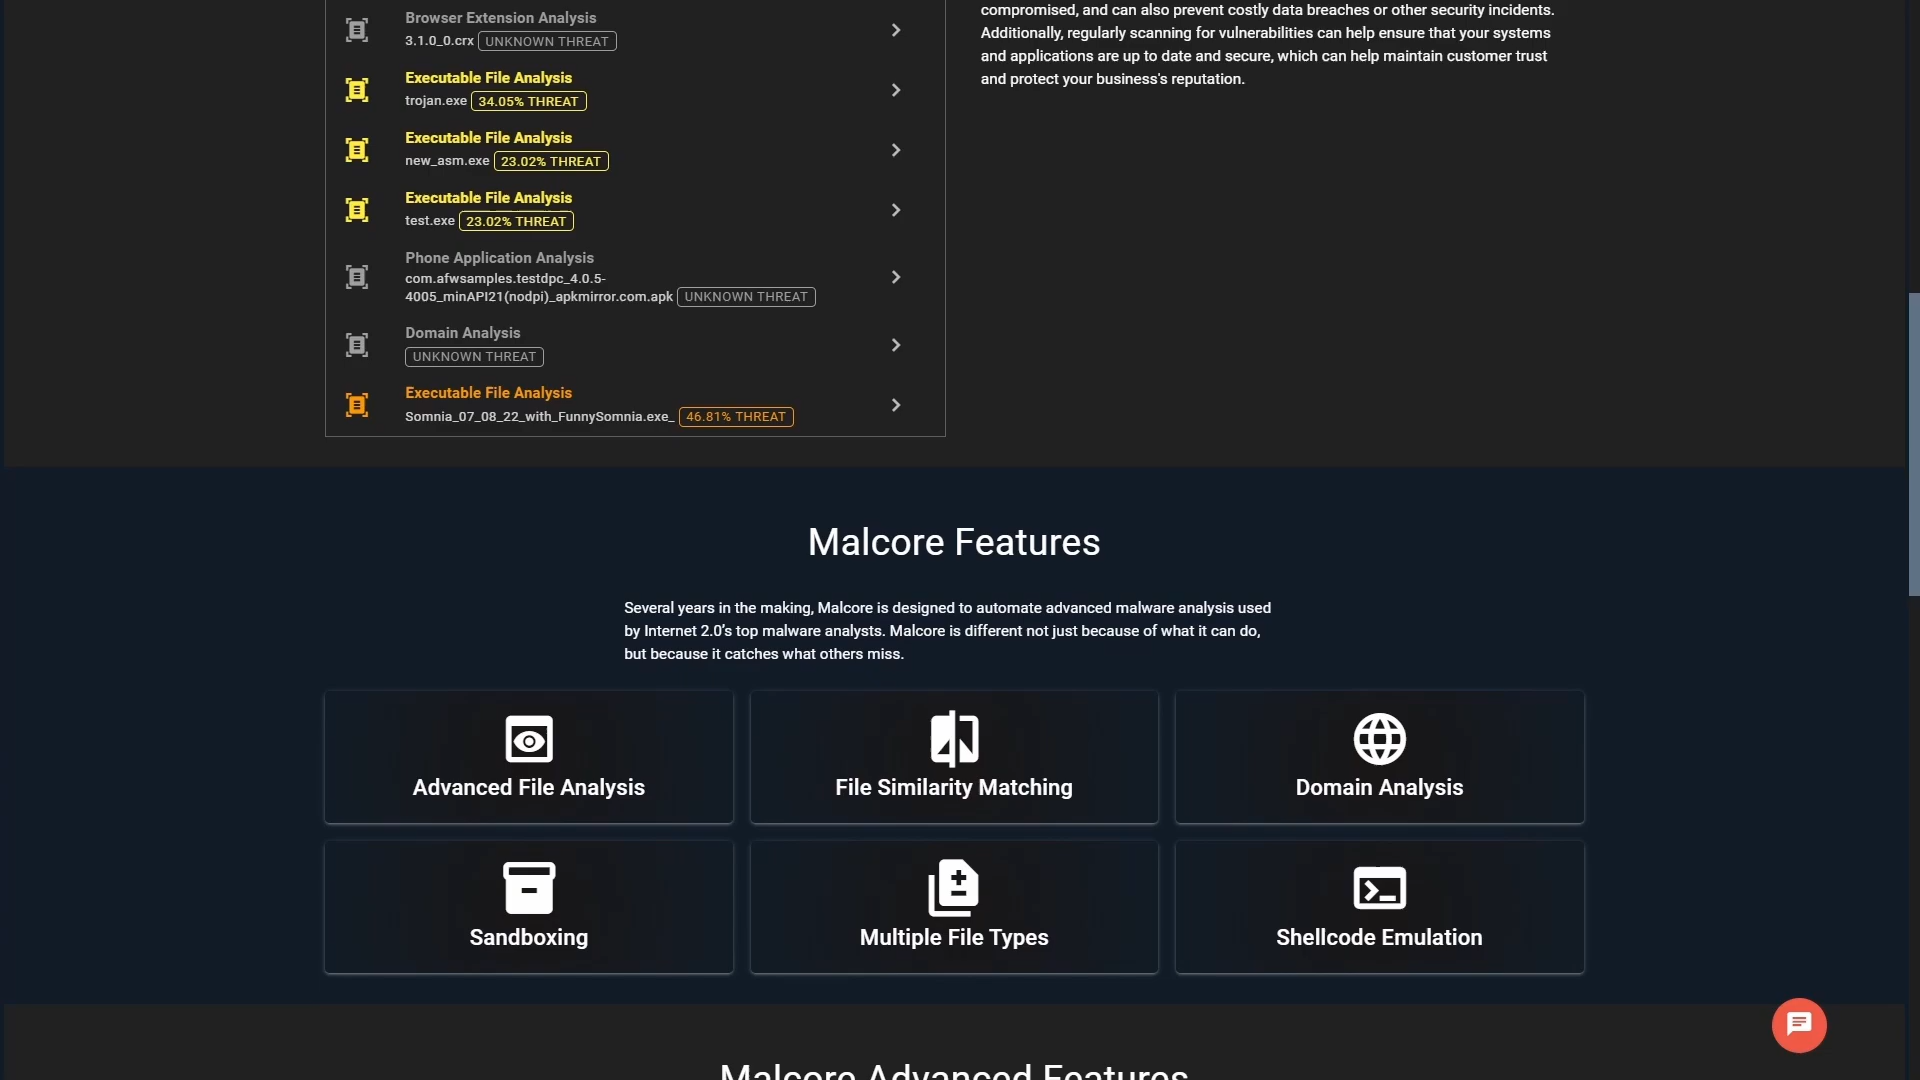 Browser Extension Analysis
3.1.0_0.crx UNKNOWN THREAT
Executable File Analysis
trojan.exe 34.05% THREAT
Executable File Analysis
new_asm.exe 23.02% THREAT
Executable File Analysis
test.exe 23.02% THREAT
Phone Application Analysis
com.afwsamples.testdpc_4.0.5-
4005_minAPI21(nodpi)_apkmirror.com.apk UNKNOWN THREAT
Domain Analysis
UNKNOWN THREAT
Executable File Analysis
Somnia_07_08_22_with_FunnySomnia.exe_ 46.81% THREAT
compromised, and can also prevent costly data breaches or other security incidents.
Additionally, regularly scanning for vulnerabilities can help ensure that your systems
and applications are up to date and secure, which can help maintain customer trust
and protect your business's reputation.
Malcore Features
Several years in the making, Malcore is designed to automate advanced malware analysis used
by Internet 2.0’s top malware analysts. Malcore is different not just because of what it can do,
but because it catches what others miss.
Advanced File Analysis
File Similarity Matching
Domain Analysis
Sandboxing
Multiple File Types
Shellcode Emulation
Malcore Advanced Features